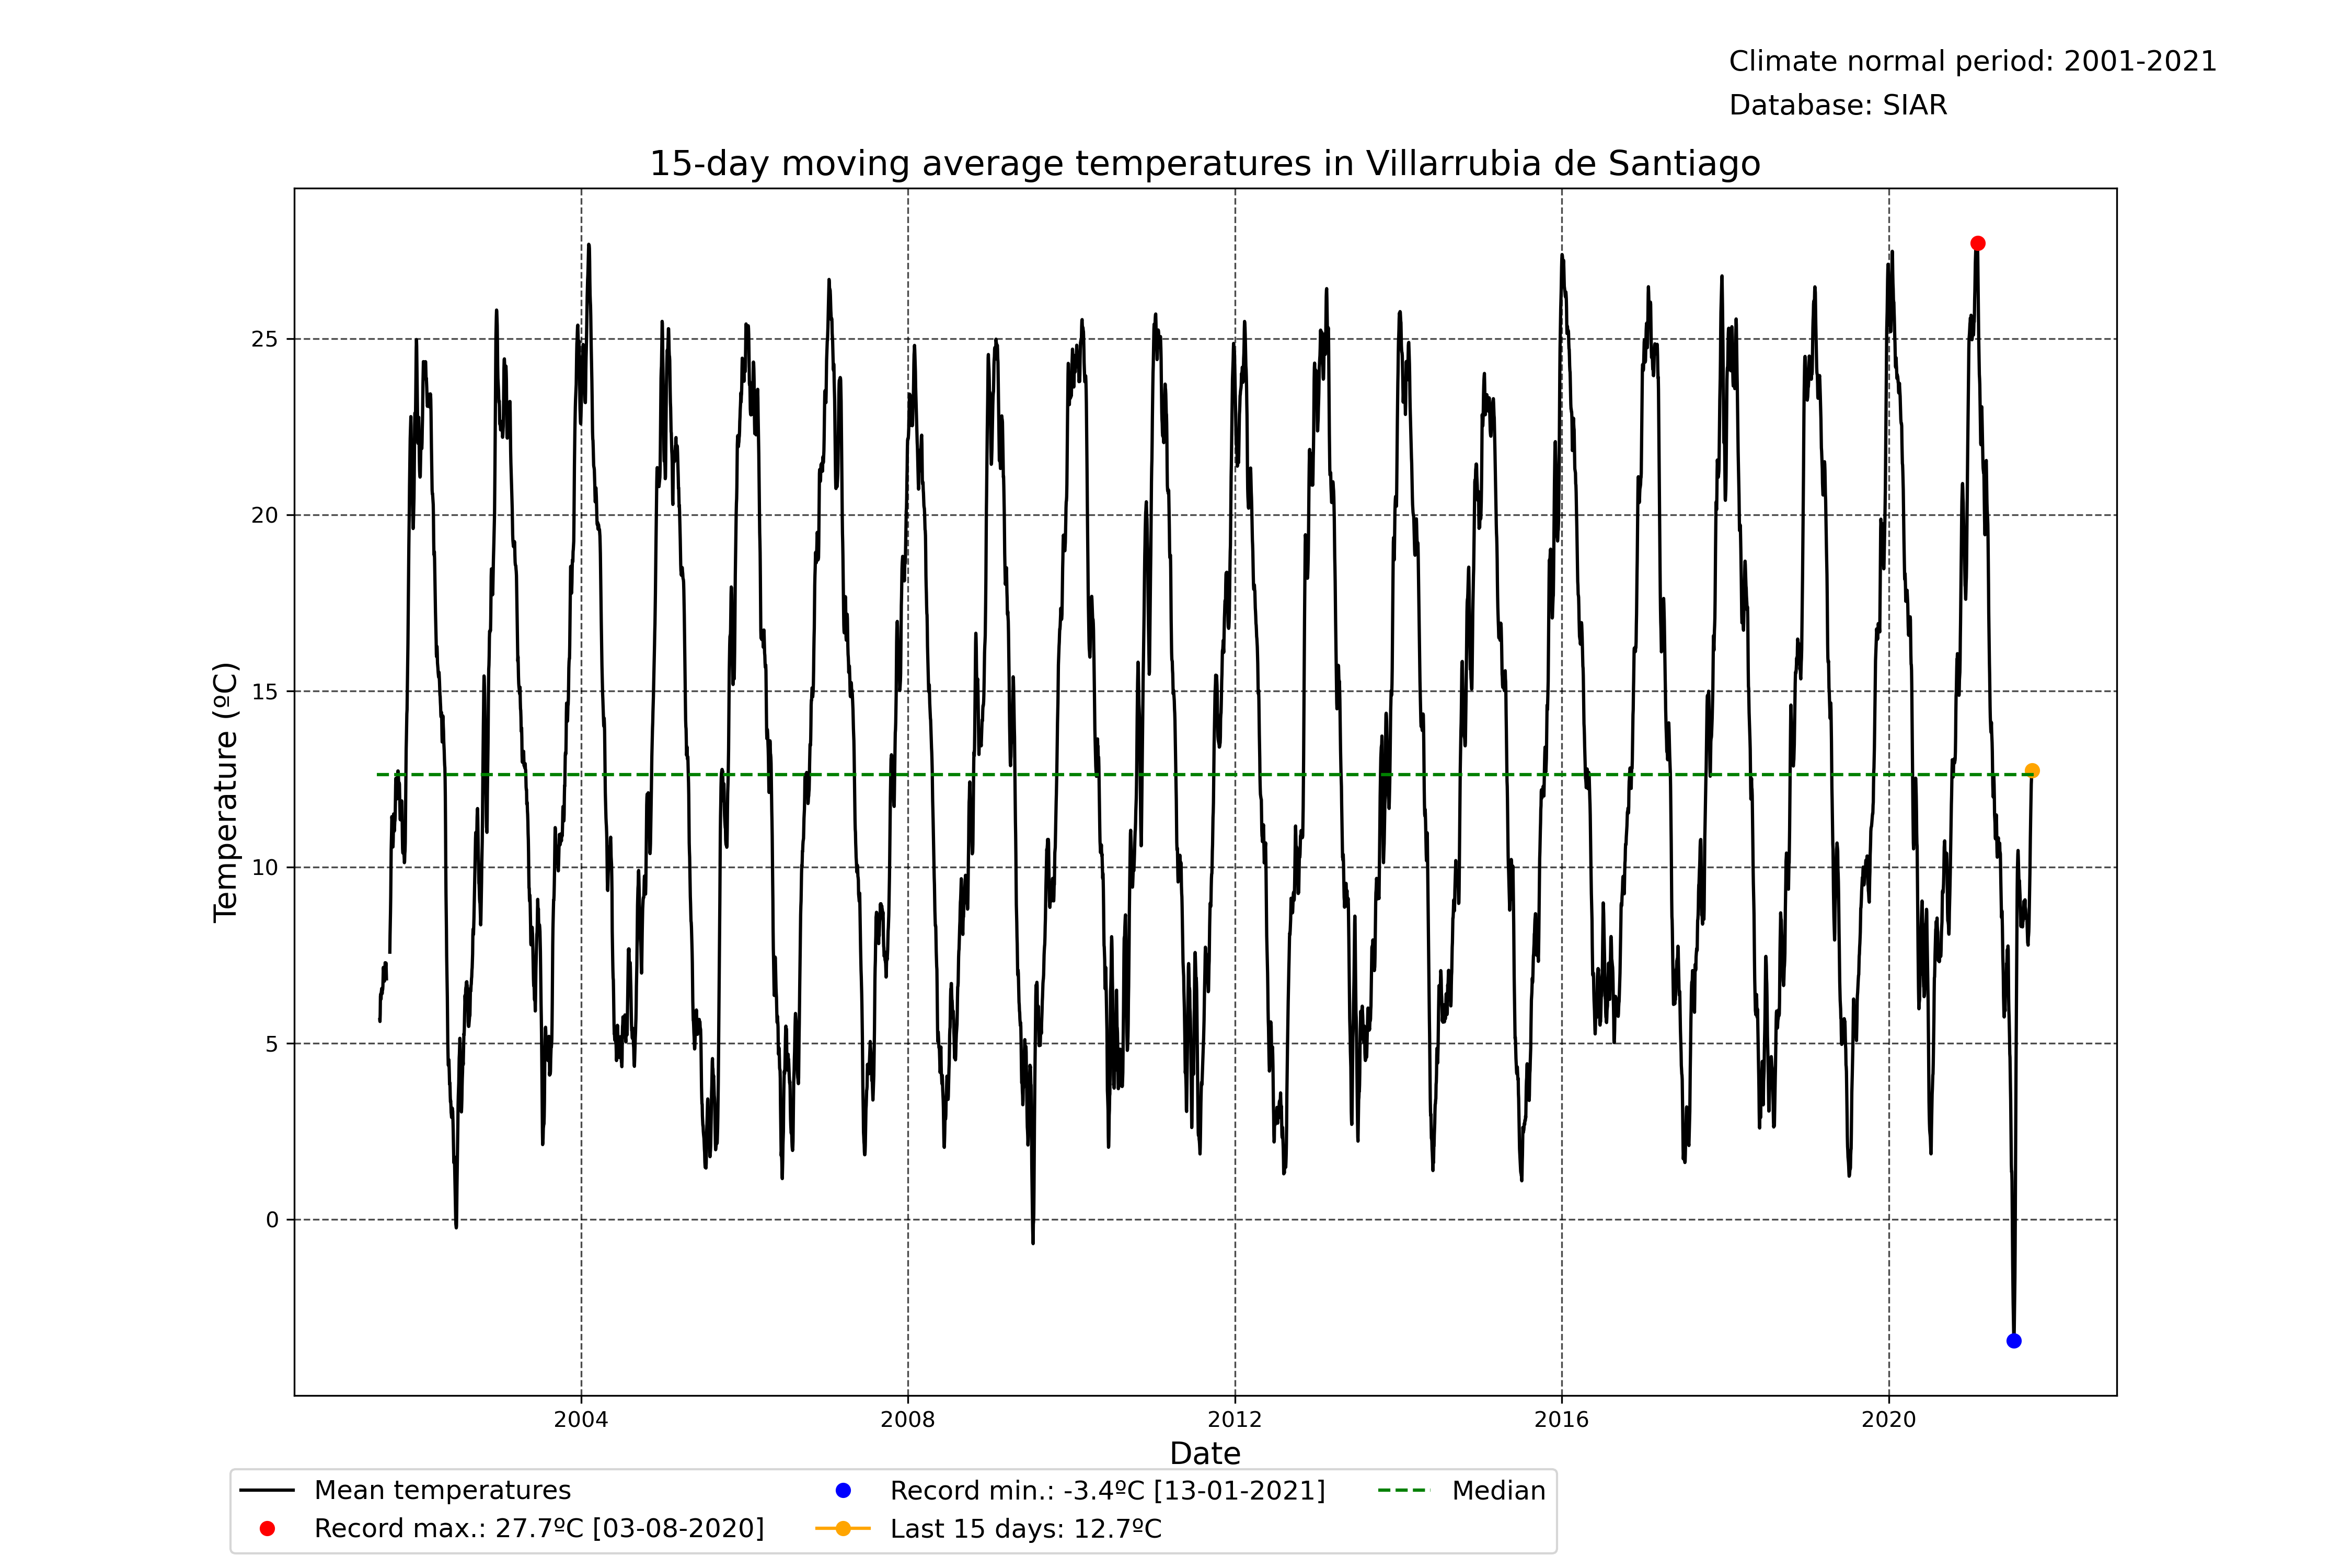 Climate normal period: 2001-2021
Database: SIAR
15-day moving average temperatures in Villarrubia de Santiago
Temperature (ºC)
25
20
15
10
5
0
2004
2008
2012
2016
2020
Date
Mean temperatures
Record max.: 27.7ºC [03-08-2020]
Record min.: -3.4ºC [13-01-2021]
Last 15 days: 12.7ºC
Median